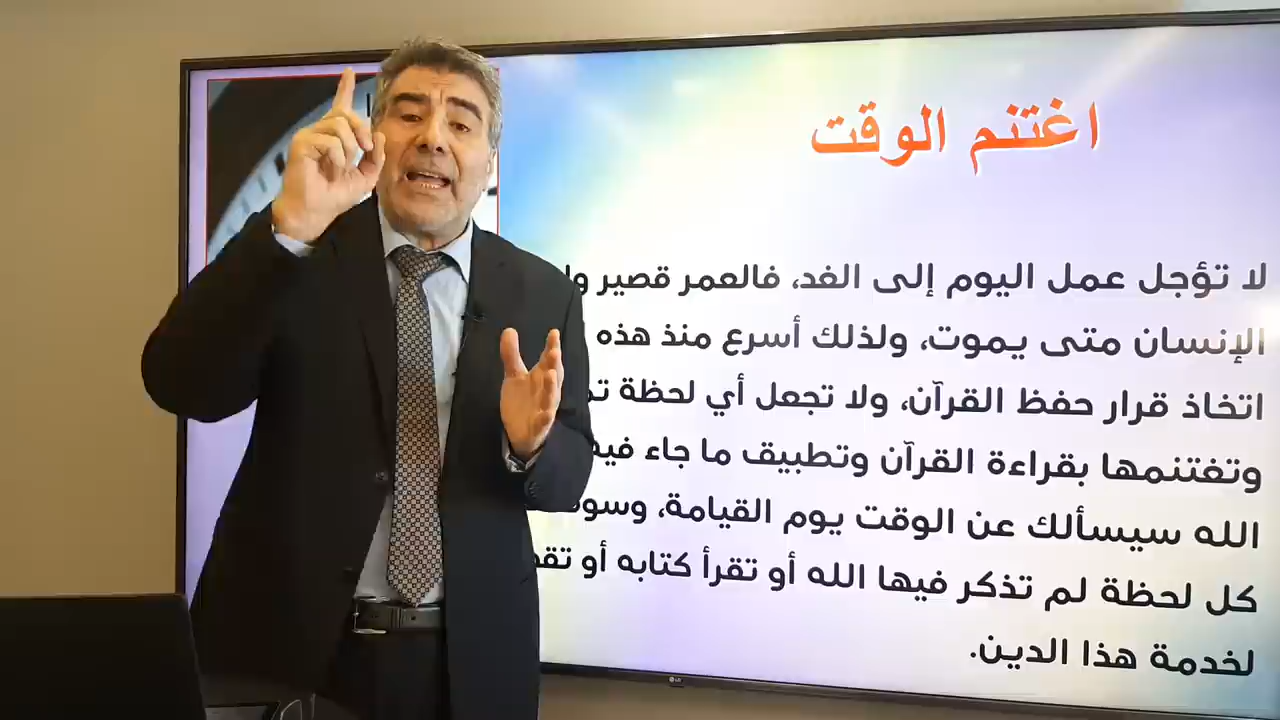 اغتنم الوقت
لا تؤجل عمل اليوم إلى الغد، فالعمر قصير
الإنسان متى يموت، ولذلك أسرع منذ هذه
اتخاذ قرار حفظ القرآن، ولا تجعل أي لحظة
وتغتنمها بقراءة القرآن وتطبيق ما جاء
الله سيسألك عن الوقت يوم القيامة،
كل لحظة لم تذكر فيها الله أو تقرأ كتابه أو
لخدمة هذا الدين.
LG